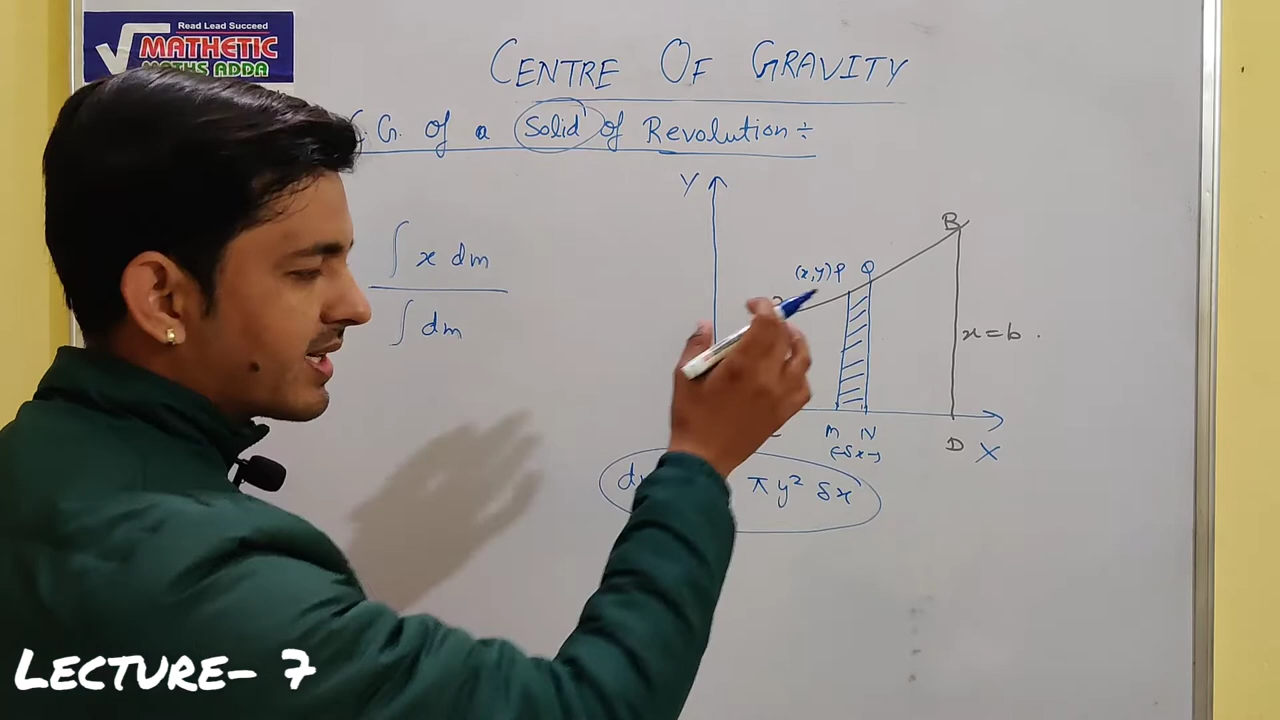 Read Lead Succeed
MATHETIC
MATHS ADDA
CENTRE OF GRAVITY
C.G. of a Solid of Revolution ÷
Y
B
(x,y) P Q
∫ x dm
∫ dm
x = b .
M N
D X
(-δx-)
π y² δx
LECTURE- 7